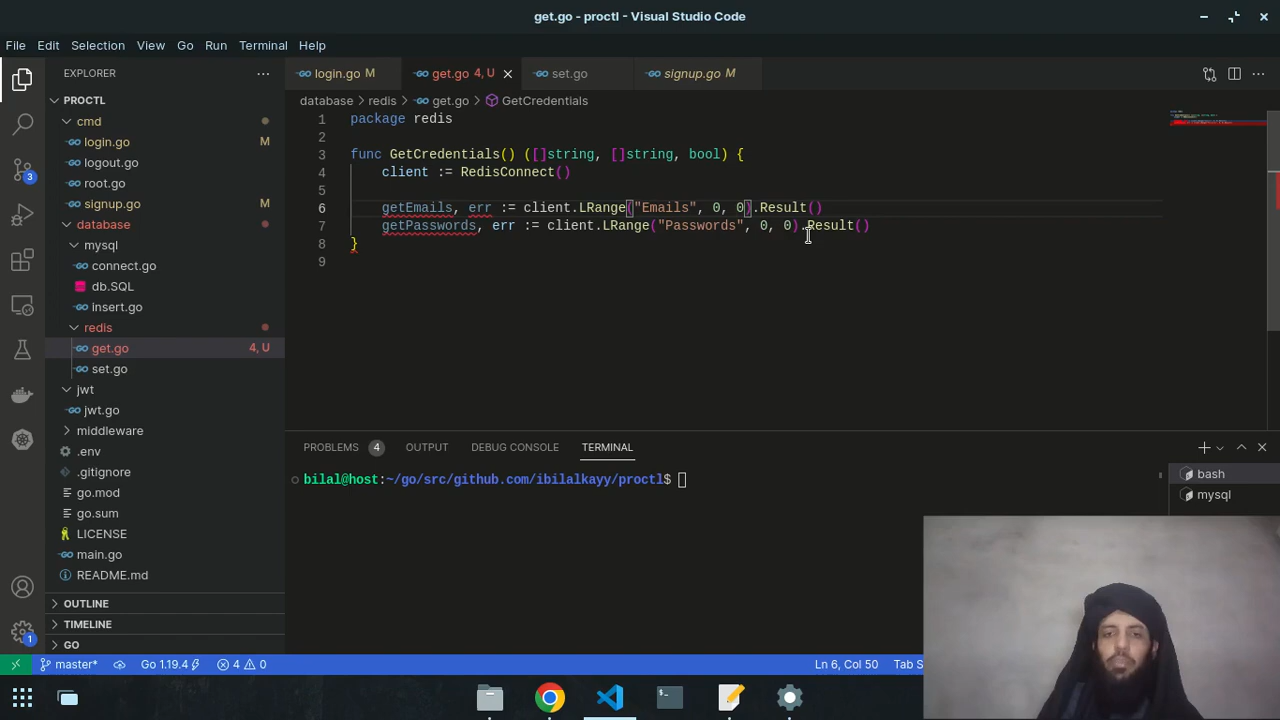 get.go - proctl - Visual Studio Code
File Edit Selection View Go Run Terminal Help
EXPLORER
login.go M get.go 4, U set.go signup.go M
PROCTL
database redis get.go GetCredentials
cmd
login.go M
logout.go
root.go
signup.go M
database
mysql
connect.go
db.SQL
insert.go
redis
get.go 4, U
set.go
jwt
jwt.go
middleware
.env
.gitignore
go.mod
go.sum
LICENSE
main.go
README.md
OUTLINE
TIMELINE
GO
3
1
1 package redis
2
3 func GetCredentials() ([]string, []string, bool) {
4 client := RedisConnect()
5
6 getEmails, err := client.LRange("Emails", 0, 0).Result()
7 getPasswords, err := client.LRange("Passwords", 0, 0).Result()
8 }
9
PROBLEMS 4 OUTPUT DEBUG CONSOLE TERMINAL
bilal@host:~/go/src/github.com/ibilalkayy/proctl$
bash
mysql
master* Go 1.19.4 4 0 Ln 6, Col 50 Tab S